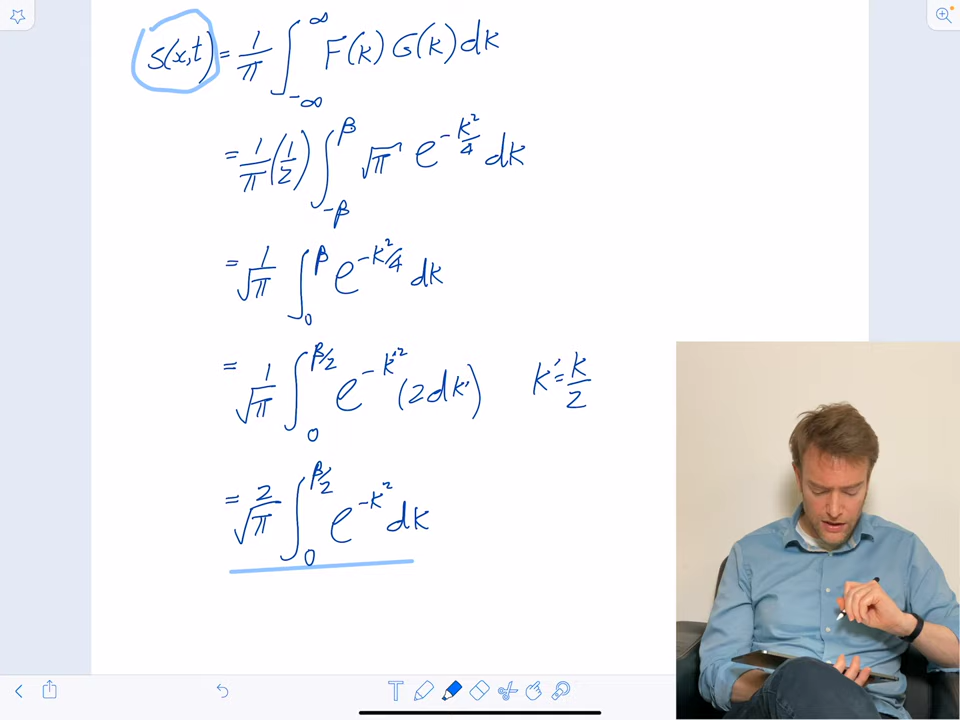 S(x,t) = 1/π ∫_{-∞}^{∞} F(k) G(k) dk
= 1/π (1/2) ∫_{-β}^{β} √π e^{-k²/4} dk
= 1/√π ∫_0^β e^{-k²/4} dk
= 1/√π ∫_0^{β/2} e^{-k'²} (2dk') k' = k/2
= 2/√π ∫_0^{β/2} e^{-k²} dk
T